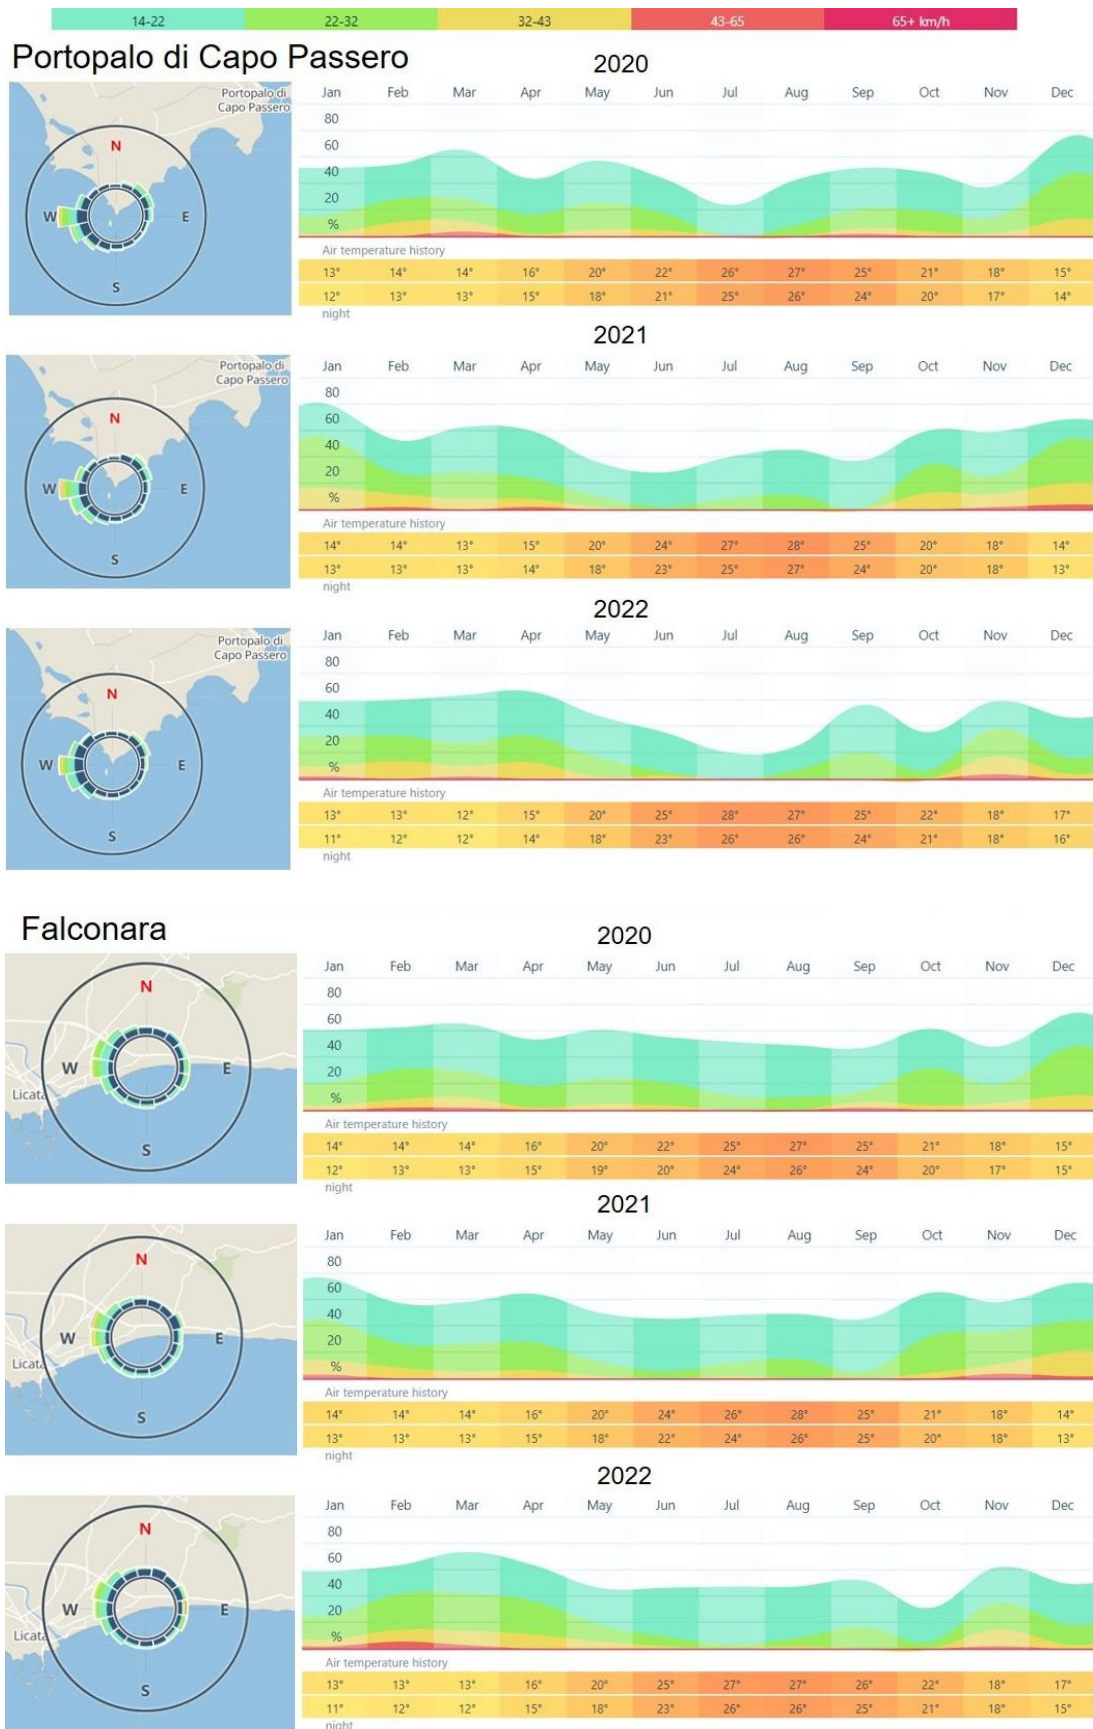 14-22 22-32 32-43 43-65 65+ km/h
Portopalo di Capo Passero
2020
Portopalo di
Capo Passero
N
W E
S
Jan Feb Mar Apr May Jun Jul Aug Sep Oct Nov Dec
80
60
40
20
%
Air temperature history
13° 14° 14° 16° 20° 22° 26° 27° 25° 21° 18° 15°
12° 13° 13° 15° 18° 21° 25° 26° 24° 20° 17° 14°
night
2021
Portopalo di
Capo Passero
N
W E
S
Jan Feb Mar Apr May Jun Jul Aug Sep Oct Nov Dec
80
60
40
20
%
Air temperature history
14° 14° 13° 15° 20° 24° 27° 28° 25° 20° 18° 14°
13° 13° 13° 14° 18° 23° 25° 27° 24° 20° 18° 13°
night
2022
Portopalo di
Capo Passero
N
W E
S
Jan Feb Mar Apr May Jun Jul Aug Sep Oct Nov Dec
80
60
40
20
%
Air temperature history
13° 13° 12° 15° 20° 25° 28° 27° 25° 22° 18° 17°
11° 12° 12° 14° 18° 23° 26° 26° 24° 21° 18° 16°
night
Falconara
2020
N
W E
Licata
S
Jan Feb Mar Apr May Jun Jul Aug Sep Oct Nov Dec
80
60
40
20
%
Air temperature history
14° 14° 14° 16° 20° 22° 25° 27° 25° 21° 18° 15°
12° 13° 13° 15° 19° 20° 24° 26° 24° 20° 17° 15°
night
2021
N
W E
Licata
S
Jan Feb Mar Apr May Jun Jul Aug Sep Oct Nov Dec
80
60
40
20
%
Air temperature history
14° 14° 14° 16° 20° 24° 26° 28° 25° 21° 18° 14°
13° 13° 13° 15° 18° 22° 24° 26° 25° 20° 18° 13°
night
2022
N
W E
Licata
S
Jan Feb Mar Apr May Jun Jul Aug Sep Oct Nov Dec
80
60
40
20
%
Air temperature history
13° 13° 13° 16° 20° 25° 27° 27° 26° 22° 18° 17°
11° 12° 12° 15° 18° 23° 26° 26° 25° 21° 18° 15°
night